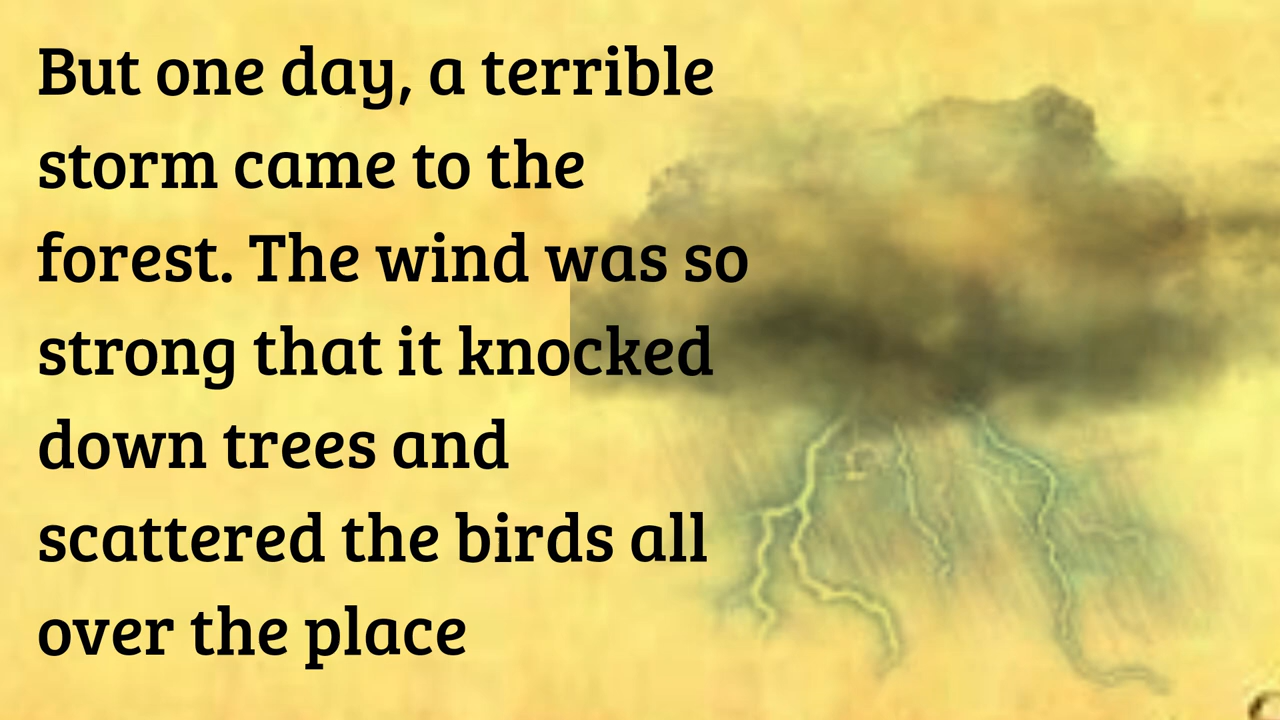 But one day, a terrible
storm came to the
forest. The wind was so
strong that it knocked
down trees and
scattered the birds all
over the place